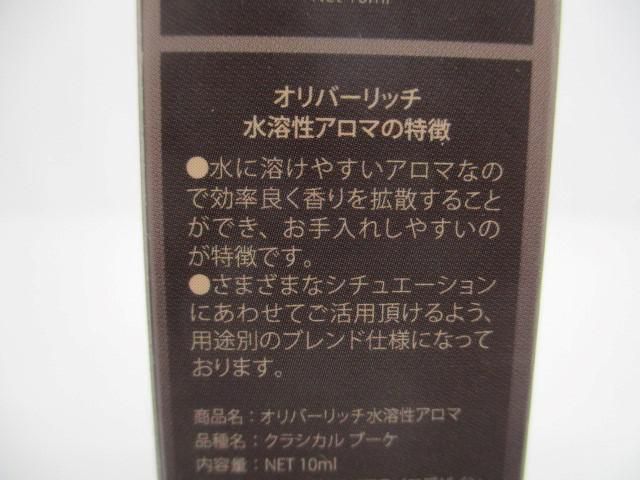 Net 10ml
オリバーリッチ
水溶性アロマの特徴
●水に溶けやすいアロマなの
で効率良く香りを拡散すること
ができ、お手入れしやすいの
が特徴です。
●さまざまなシチュエーション
にあわせてご活用頂けるよう、
用途別のブレンド仕様になって
おります。
商品名：オリバーリッチ水溶性アロマ
品種名：クラシカル ブーケ
内容量：NET 10ml